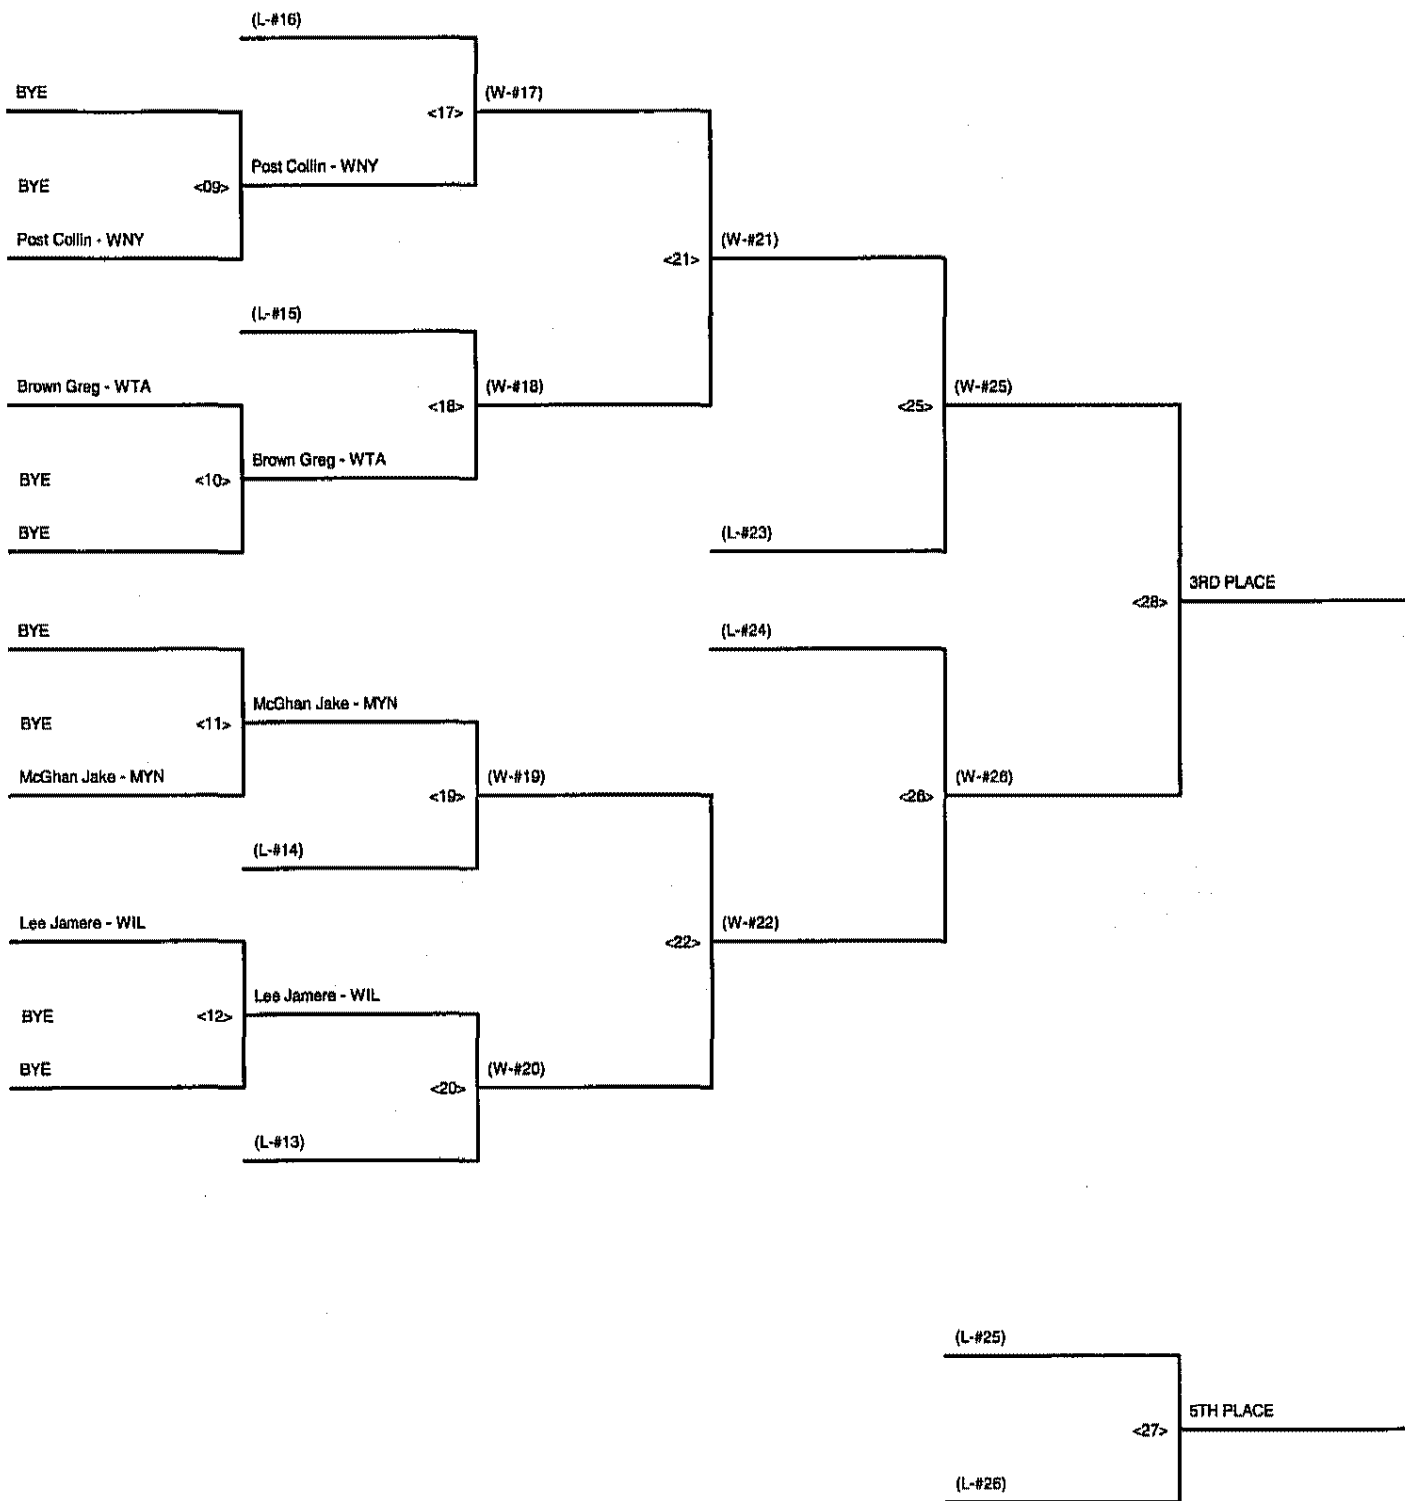 (L-#16)
BYE
(W-#17)
<17>
Post Collin - WNY
BYE
<09>
Post Collin - WNY
(W-#21)
<21>
(L-#15)
Brown Greg - WTA
(W-#18)
(W-#25)
<18>
<25>
Brown Greg - WTA
BYE
<10>
BYE
(L-#23)
3RD PLACE
<28>
BYE
(L-#24)
McGhan Jake - MYN
BYE
<11>
McGhan Jake - MYN
(W-#19)
(W-#26)
<19>
<26>
(L-#14)
Lee Jamere - WIL
(W-#22)
<22>
Lee Jamere - WIL
BYE
<12>
BYE
(W-#20)
<20>
(L-#13)
(L-#25)
5TH PLACE
<27>
(L-#26)